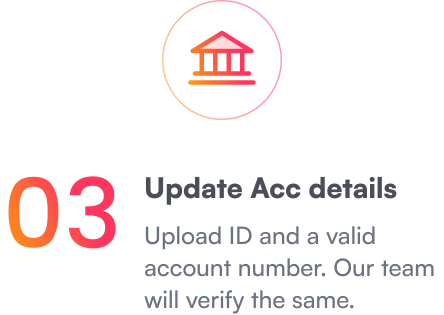 03
Update Acc details
Upload ID and a valid
account number. Our team
will verify the same.